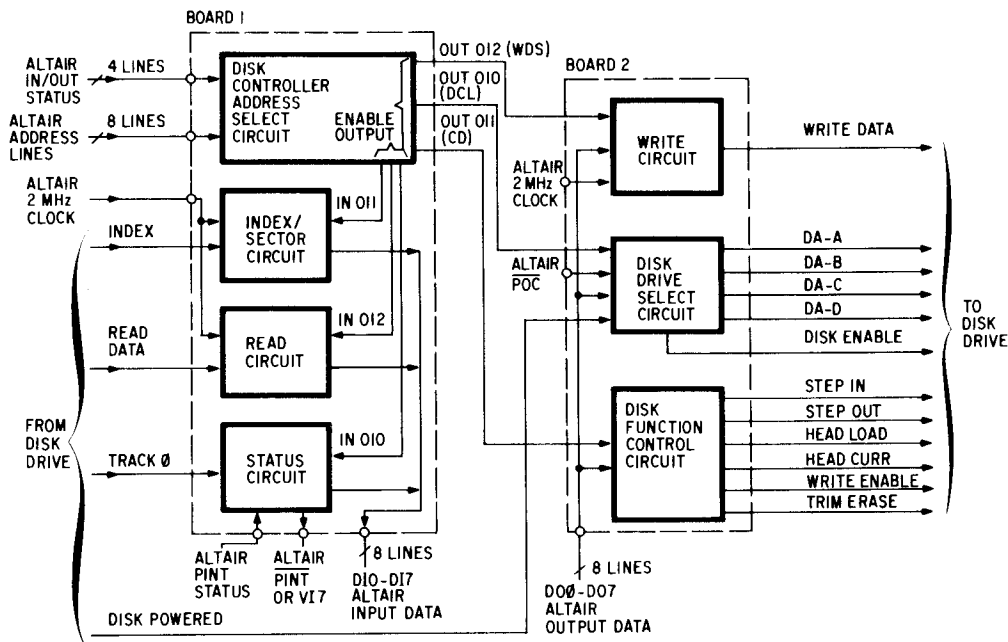 BOARD 1
ALTAIR
IN/OUT
STATUS
4 LINES
ALTAIR
ADDRESS
LINES
8 LINES
ALTAIR
2 MHz
CLOCK
INDEX
READ
DATA
FROM
DISK
DRIVE
TRACK Ø
DISK POWERED
DISK
CONTROLLER
ADDRESS
SELECT
CIRCUIT
ENABLE
OUTPUT
INDEX/
SECTOR
CIRCUIT
IN 011
READ
CIRCUIT
IN 012
STATUS
CIRCUIT
IN 010
ALTAIR
PINT
STATUS
ALTAIR
PINT
OR VI7
8 LINES
DI0-DI7
ALTAIR
INPUT DATA
OUT 012 (WDS)
OUT 010
(DCL)
OUT 011
(CD)
BOARD 2
WRITE
CIRCUIT
ALTAIR
2 MHz
CLOCK
DISK
DRIVE
SELECT
CIRCUIT
ALTAIR
POC
DISK
FUNCTION
CONTROL
CIRCUIT
8 LINES
DOØ-DO7
ALTAIR
OUTPUT DATA
WRITE DATA
DA-A
DA-B
DA-C
DA-D
DISK ENABLE
STEP IN
STEP OUT
HEAD LOAD
HEAD CURR
WRITE ENABLE
TRIM ERASE
TO
DISK
DRIVE